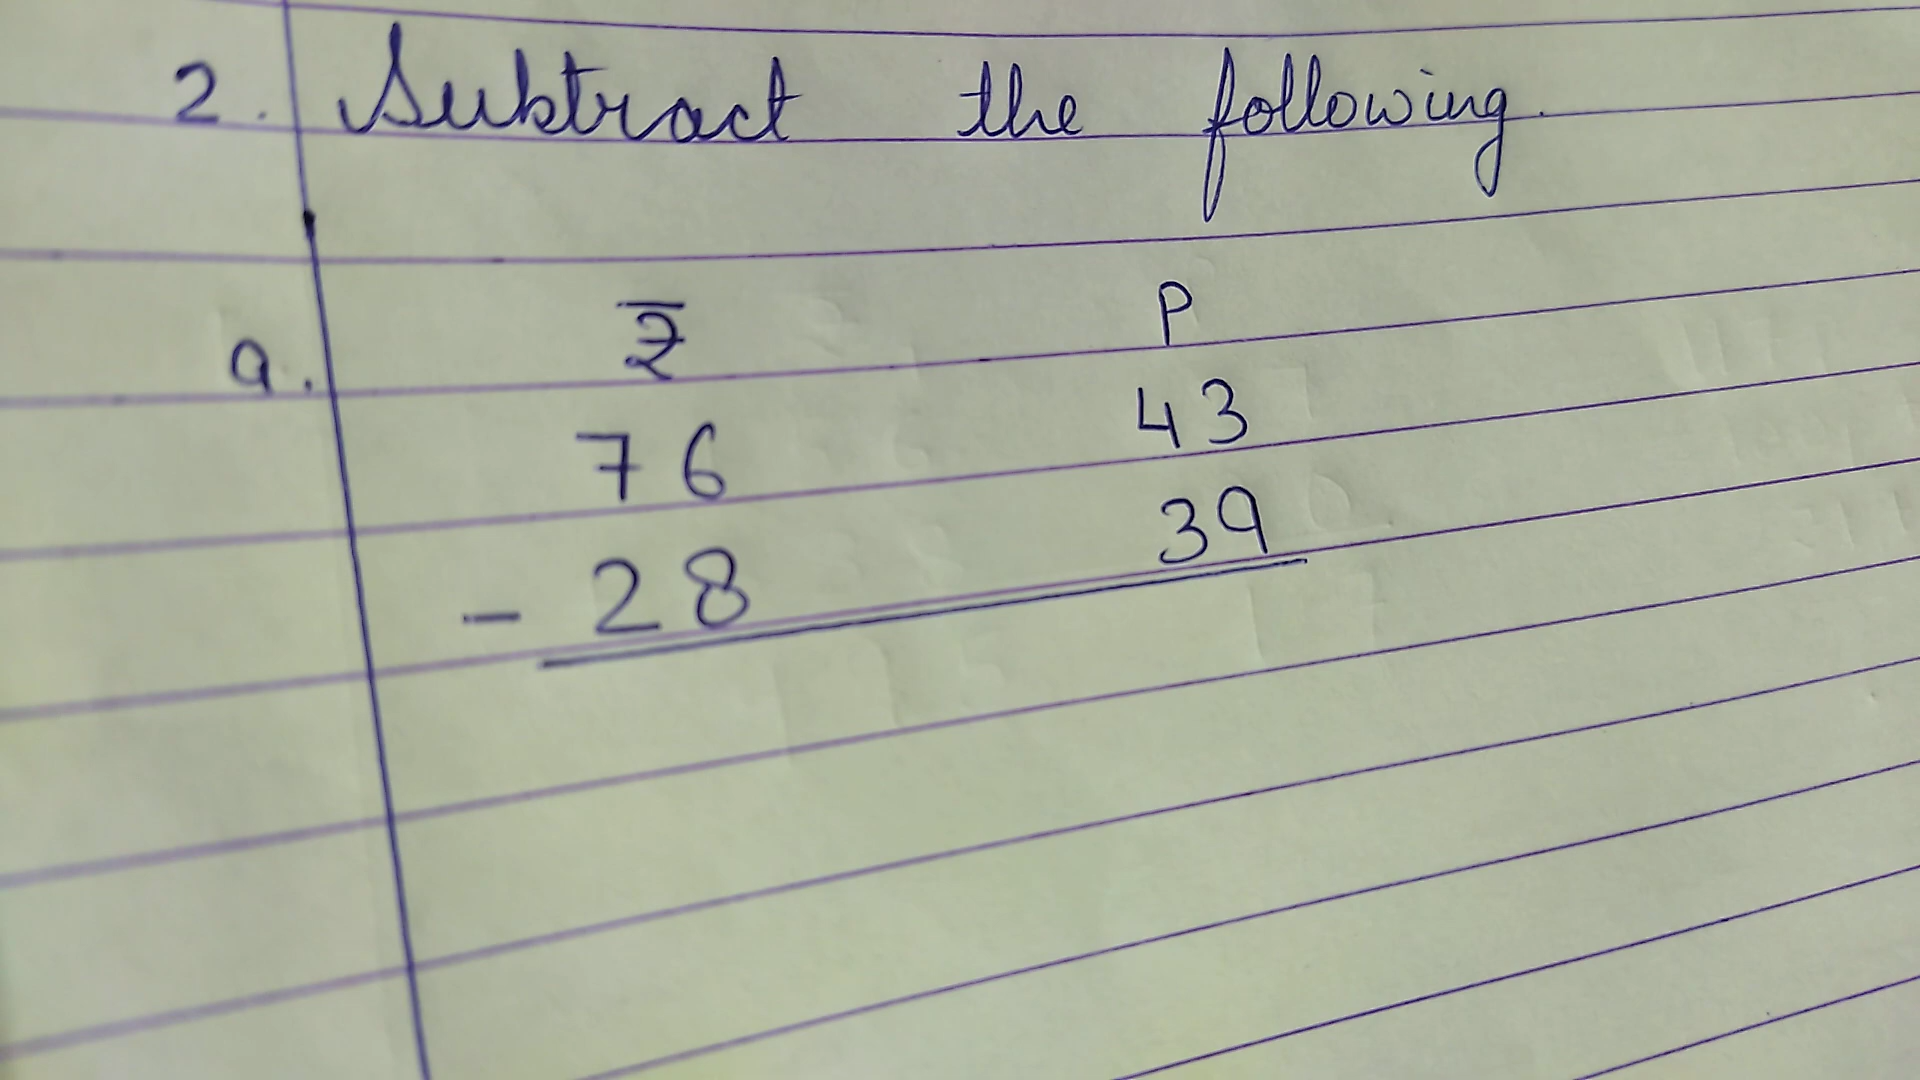 2. Subtract the following.
a. ₹ P
76 43
- 28 39